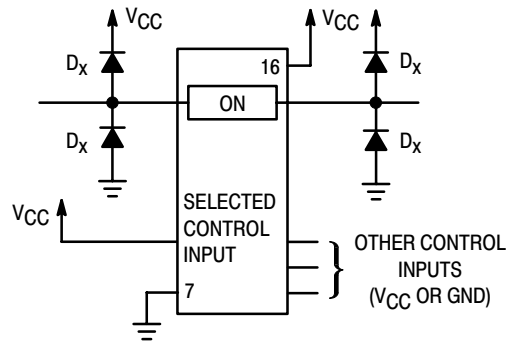 VCC
VCC
16
DX
DX
ON
DX
DX
VCC
SELECTED
CONTROL
INPUT
OTHER CONTROL
INPUTS
(VCC OR GND)
7